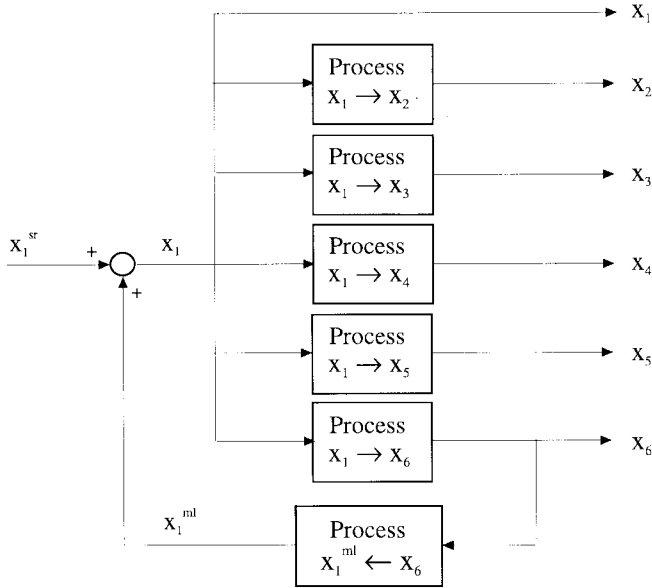 x₁
Process
x₁ → x₂
x₂
Process
x₁ → x₃
x₃
x₁ˢʳ
+
x₁
Process
x₁ → x₄
x₄
+
Process
x₁ → x₅
x₅
Process
x₁ → x₆
x₆
x₁ᵐˡ
Process
x₁ᵐˡ ← x₆